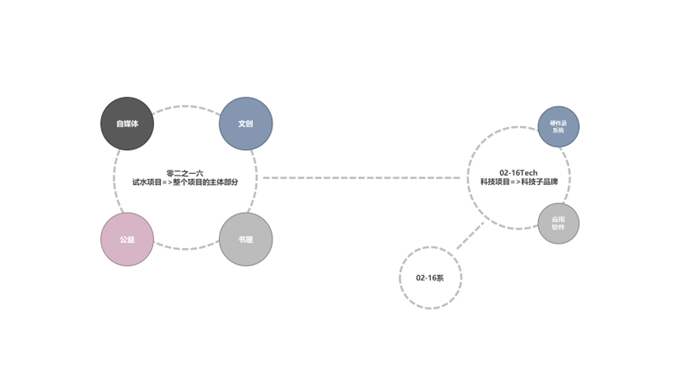 自媒体
文创
零二之一六
试水项目=>整个项目的主体部分
公益
书屋
硬件及
系统
02-16Tech
科技项目=>科技子品牌
应用
软件
02-16系